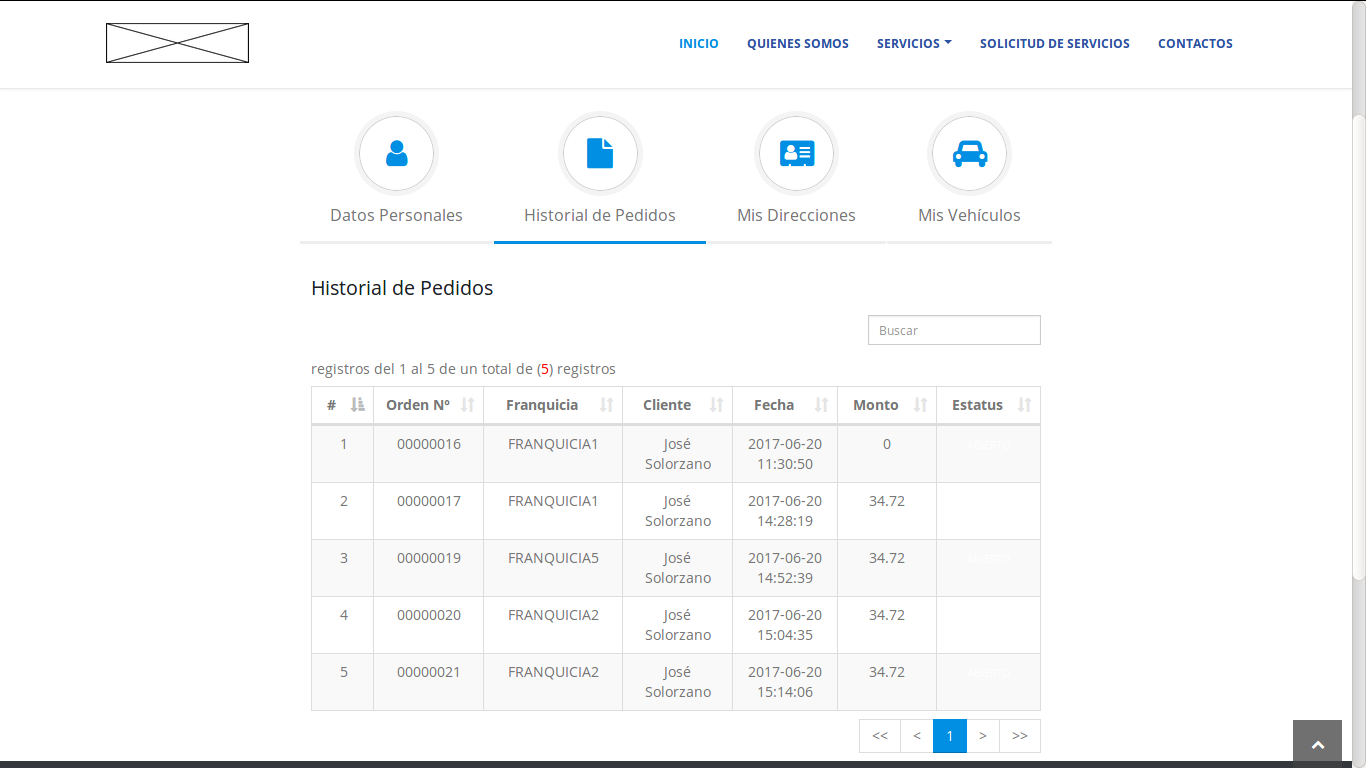 INICIO QUIENES SOMOS SERVICIOS SOLICITUD DE SERVICIOS CONTACTOS
Datos Personales Historial de Pedidos Mis Direcciones Mis Vehículos
Historial de Pedidos
Buscar
registros del 1 al 5 de un total de (5) registros
# Orden Nº Franquicia Cliente Fecha Monto Estatus
1 00000016 FRANQUICIA1 José 2017-06-20 0
Solorzano 11:30:50
2 00000017 FRANQUICIA1 José 2017-06-20 34.72
Solorzano 14:28:19
3 00000019 FRANQUICIA5 José 2017-06-20 34.72
Solorzano 14:52:39
4 00000020 FRANQUICIA2 José 2017-06-20 34.72
Solorzano 15:04:35
5 00000021 FRANQUICIA2 José 2017-06-20 34.72
Solorzano 15:14:06
<< < 1 > >>